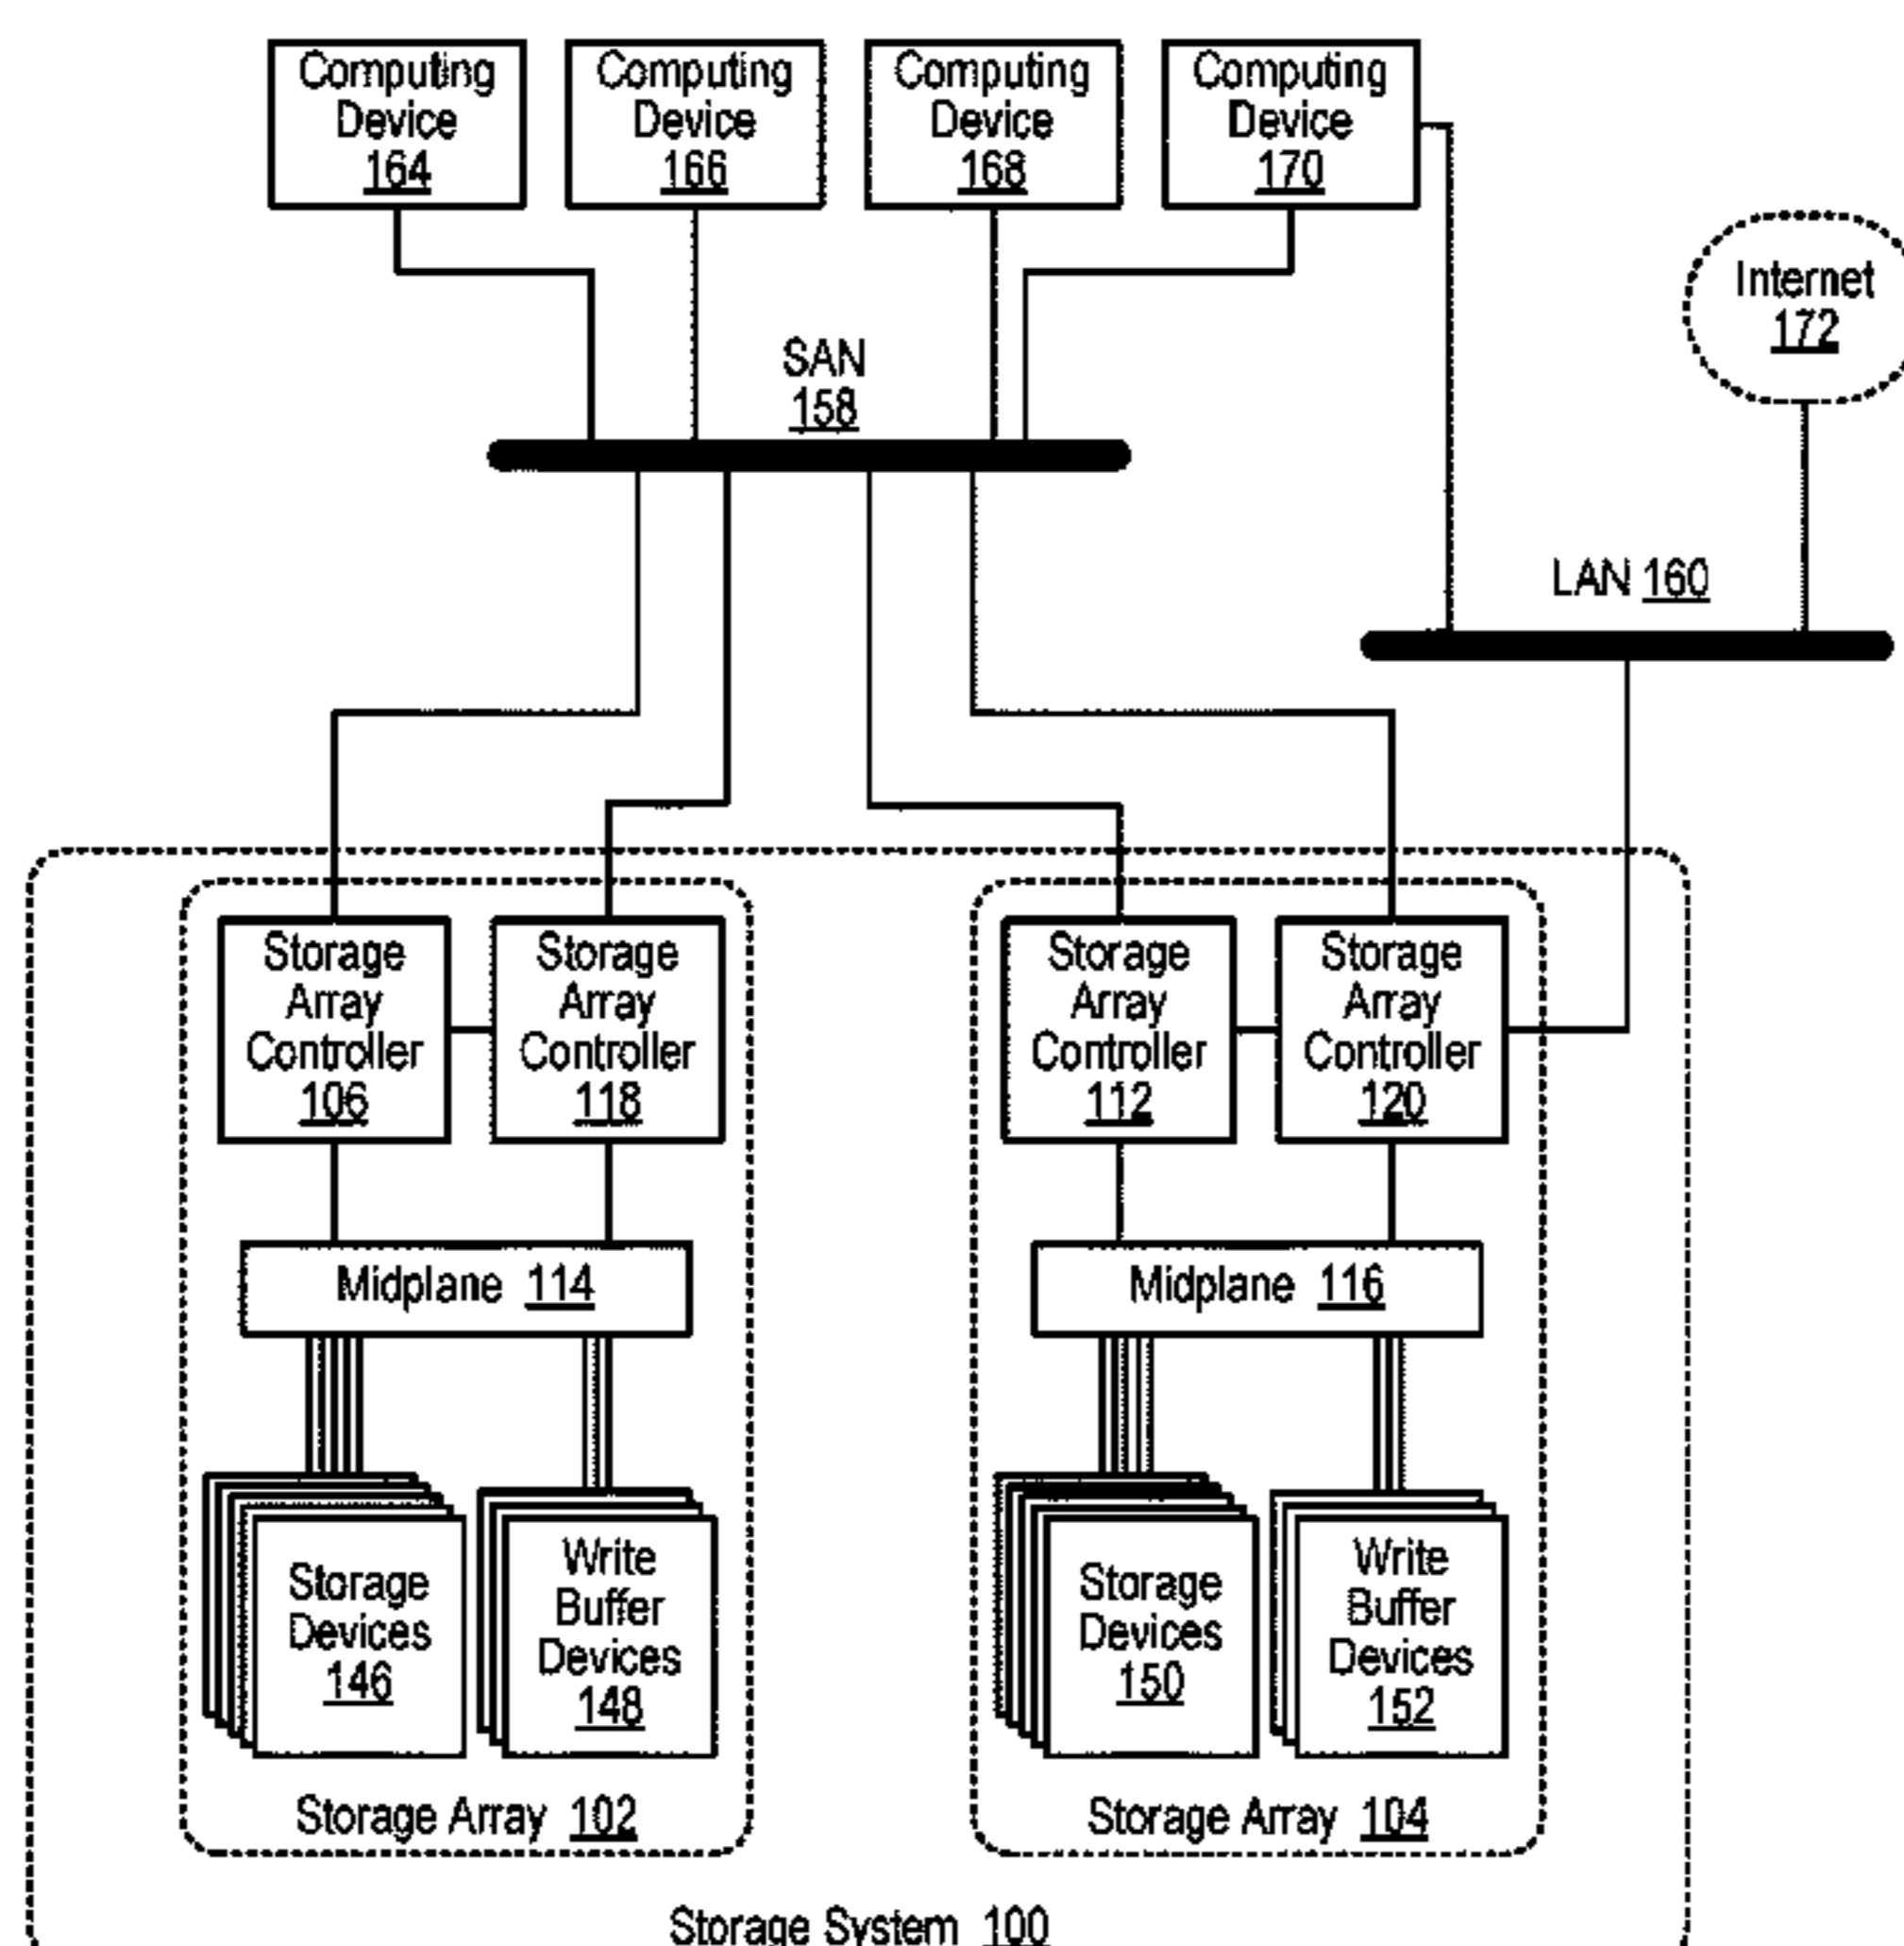 Computing
Device
164
Computing
Device
166
Computing
Device
168
Computing
Device
170
Internet
172
SAN
158
LAN 160
Storage
Array
Controller
106
Storage
Array
Controller
118
Storage
Array
Controller
112
Storage
Array
Controller
120
Midplane 114
Midplane 116
Storage
Devices
146
Write
Buffer
Devices
148
Storage
Devices
150
Write
Buffer
Devices
152
Storage Array 102
Storage Array 104
Storage System 100